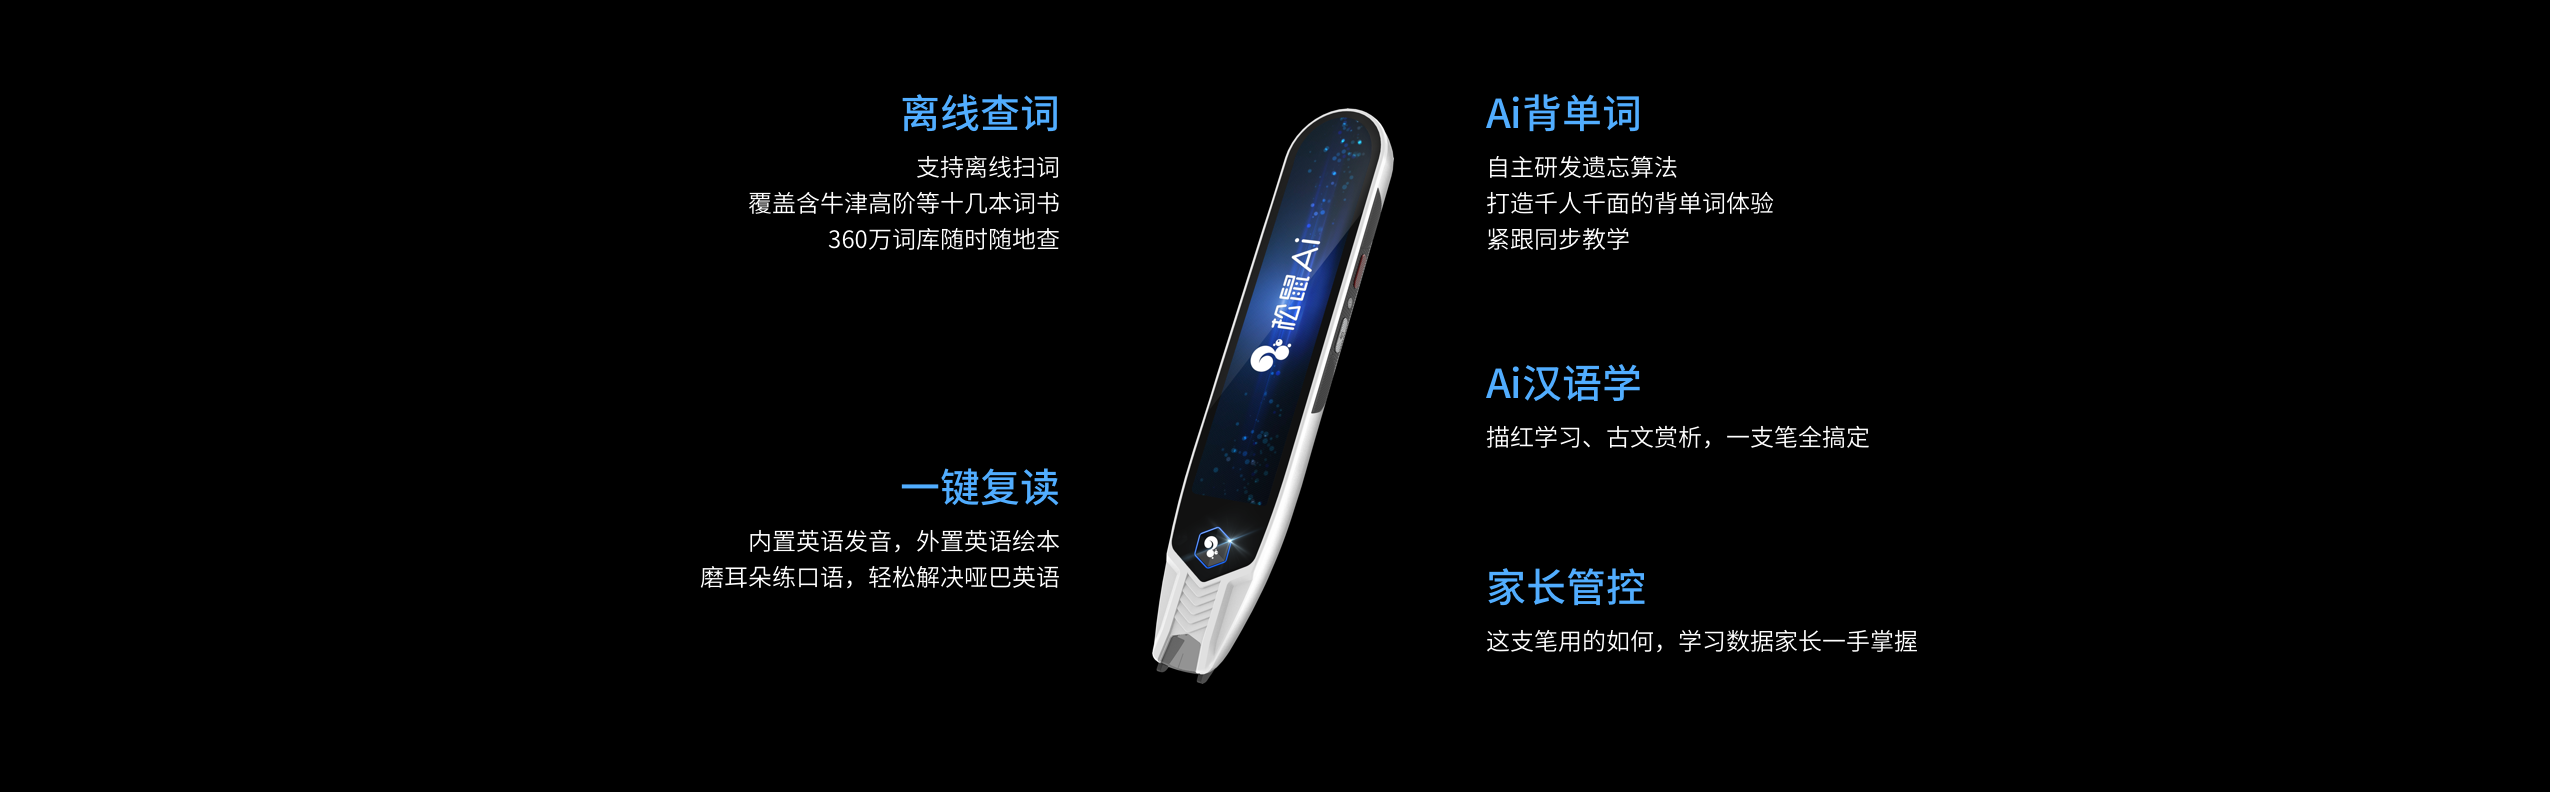 离线查词
支持离线扫词
覆盖含牛津高阶等十几本词书
360万词库随时随地查
一键复读
内置英语发音，外置英语绘本
磨耳朵练口语，轻松解决哑巴英语
松鼠Ai
Ai背单词
自主研发遗忘算法
打造千人千面的背单词体验
紧跟同步教学
Ai汉语学
描红学习、古文赏析，一支笔全搞定
家长管控
这支笔用的如何，学习数据家长一手掌握